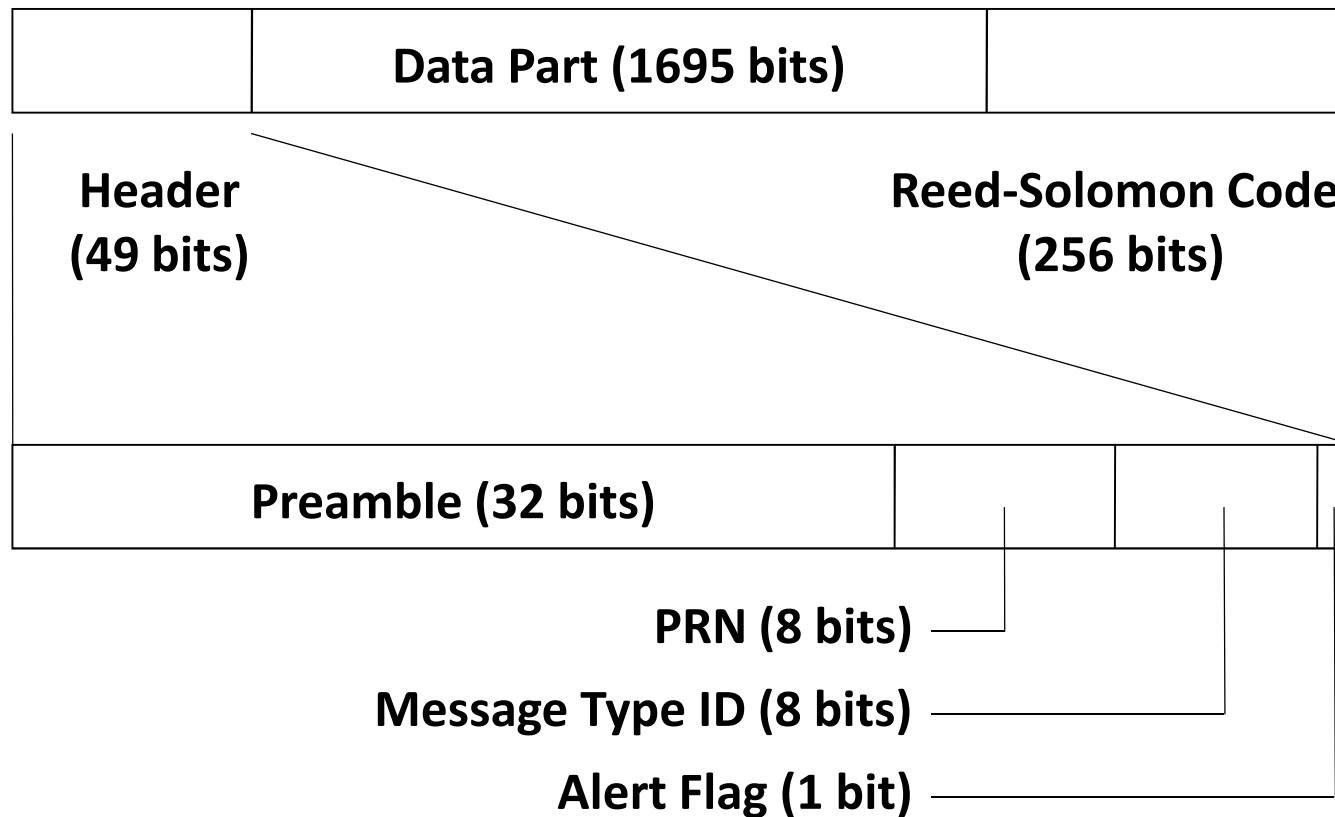 Data Part (1695 bits)
Header
(49 bits)
Reed-Solomon Code
(256 bits)
Preamble (32 bits)
PRN (8 bits)
Message Type ID (8 bits)
Alert Flag (1 bit)